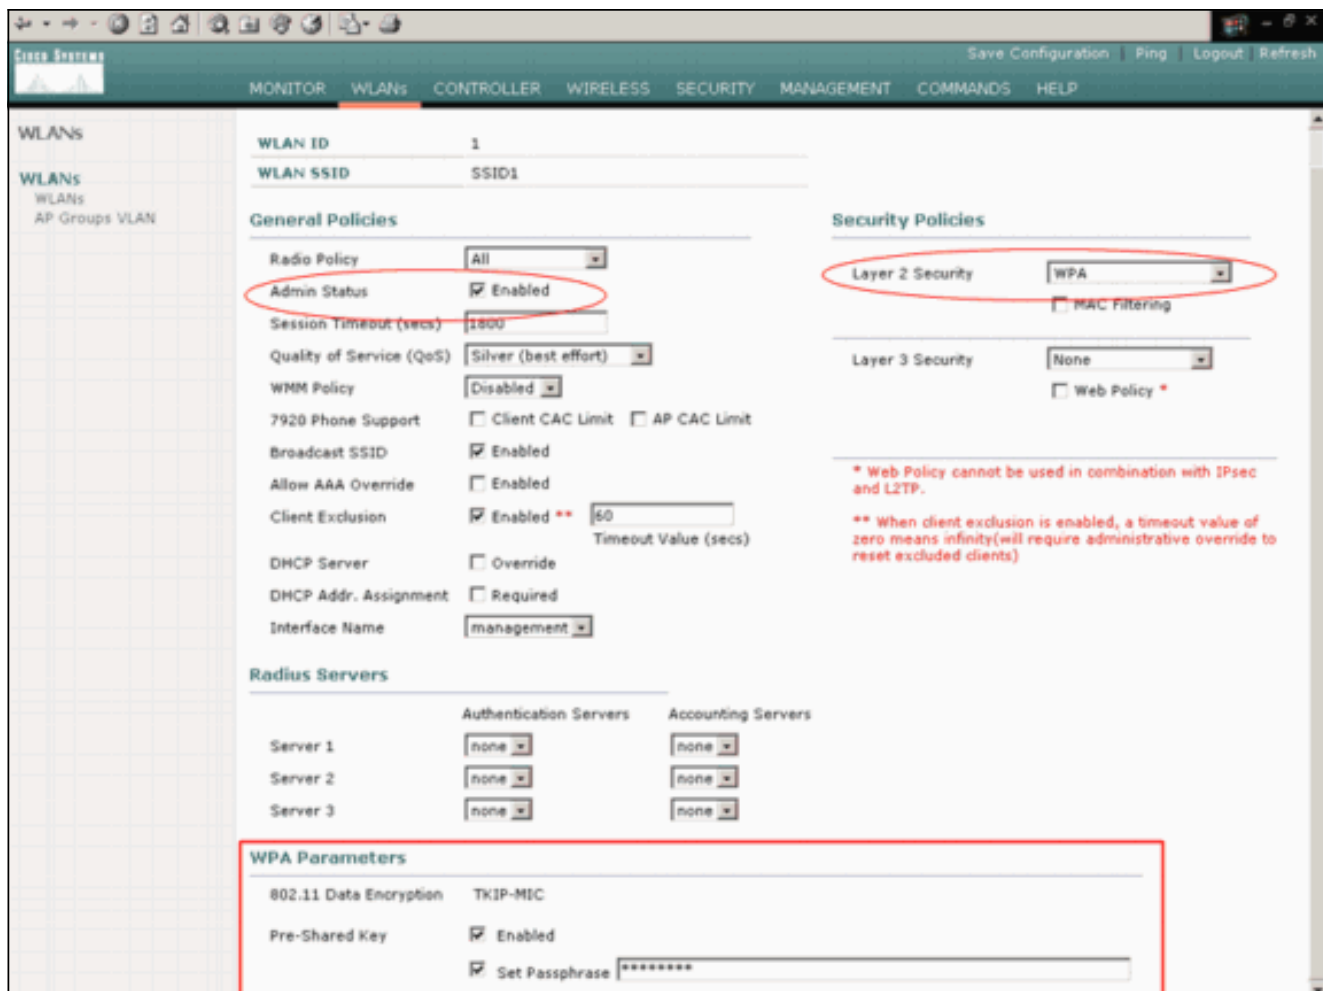 CISCO SYSTEMS
Save Configuration | Ping | Logout | Refresh
MONITOR WLANs CONTROLLER WIRELESS SECURITY MANAGEMENT COMMANDS HELP
WLANs
WLANs
WLANs
AP Groups VLAN
WLAN ID 1
WLAN SSID SSID1
General Policies
Radio Policy All
Admin Status Enabled
Session Timeout (secs) 1800
Quality of Service (QoS) Silver (best effort)
WMM Policy Disabled
7920 Phone Support Client CAC Limit AP CAC Limit
Broadcast SSID Enabled
Allow AAA Override Enabled
Client Exclusion Enabled ** 60
Timeout Value (secs)
DHCP Server Override
DHCP Addr. Assignment Required
Interface Name management
Security Policies
Layer 2 Security WPA
MAC Filtering
Layer 3 Security None
Web Policy *
* Web Policy cannot be used in combination with IPsec
and L2TP.
** When client exclusion is enabled, a timeout value of
zero means infinity(will require administrative override to
reset excluded clients)
Radius Servers
Authentication Servers Accounting Servers
Server 1 none none
Server 2 none none
Server 3 none none
WPA Parameters
802.11 Data Encryption TKIP-MIC
Pre-Shared Key Enabled
Set Passphrase ********